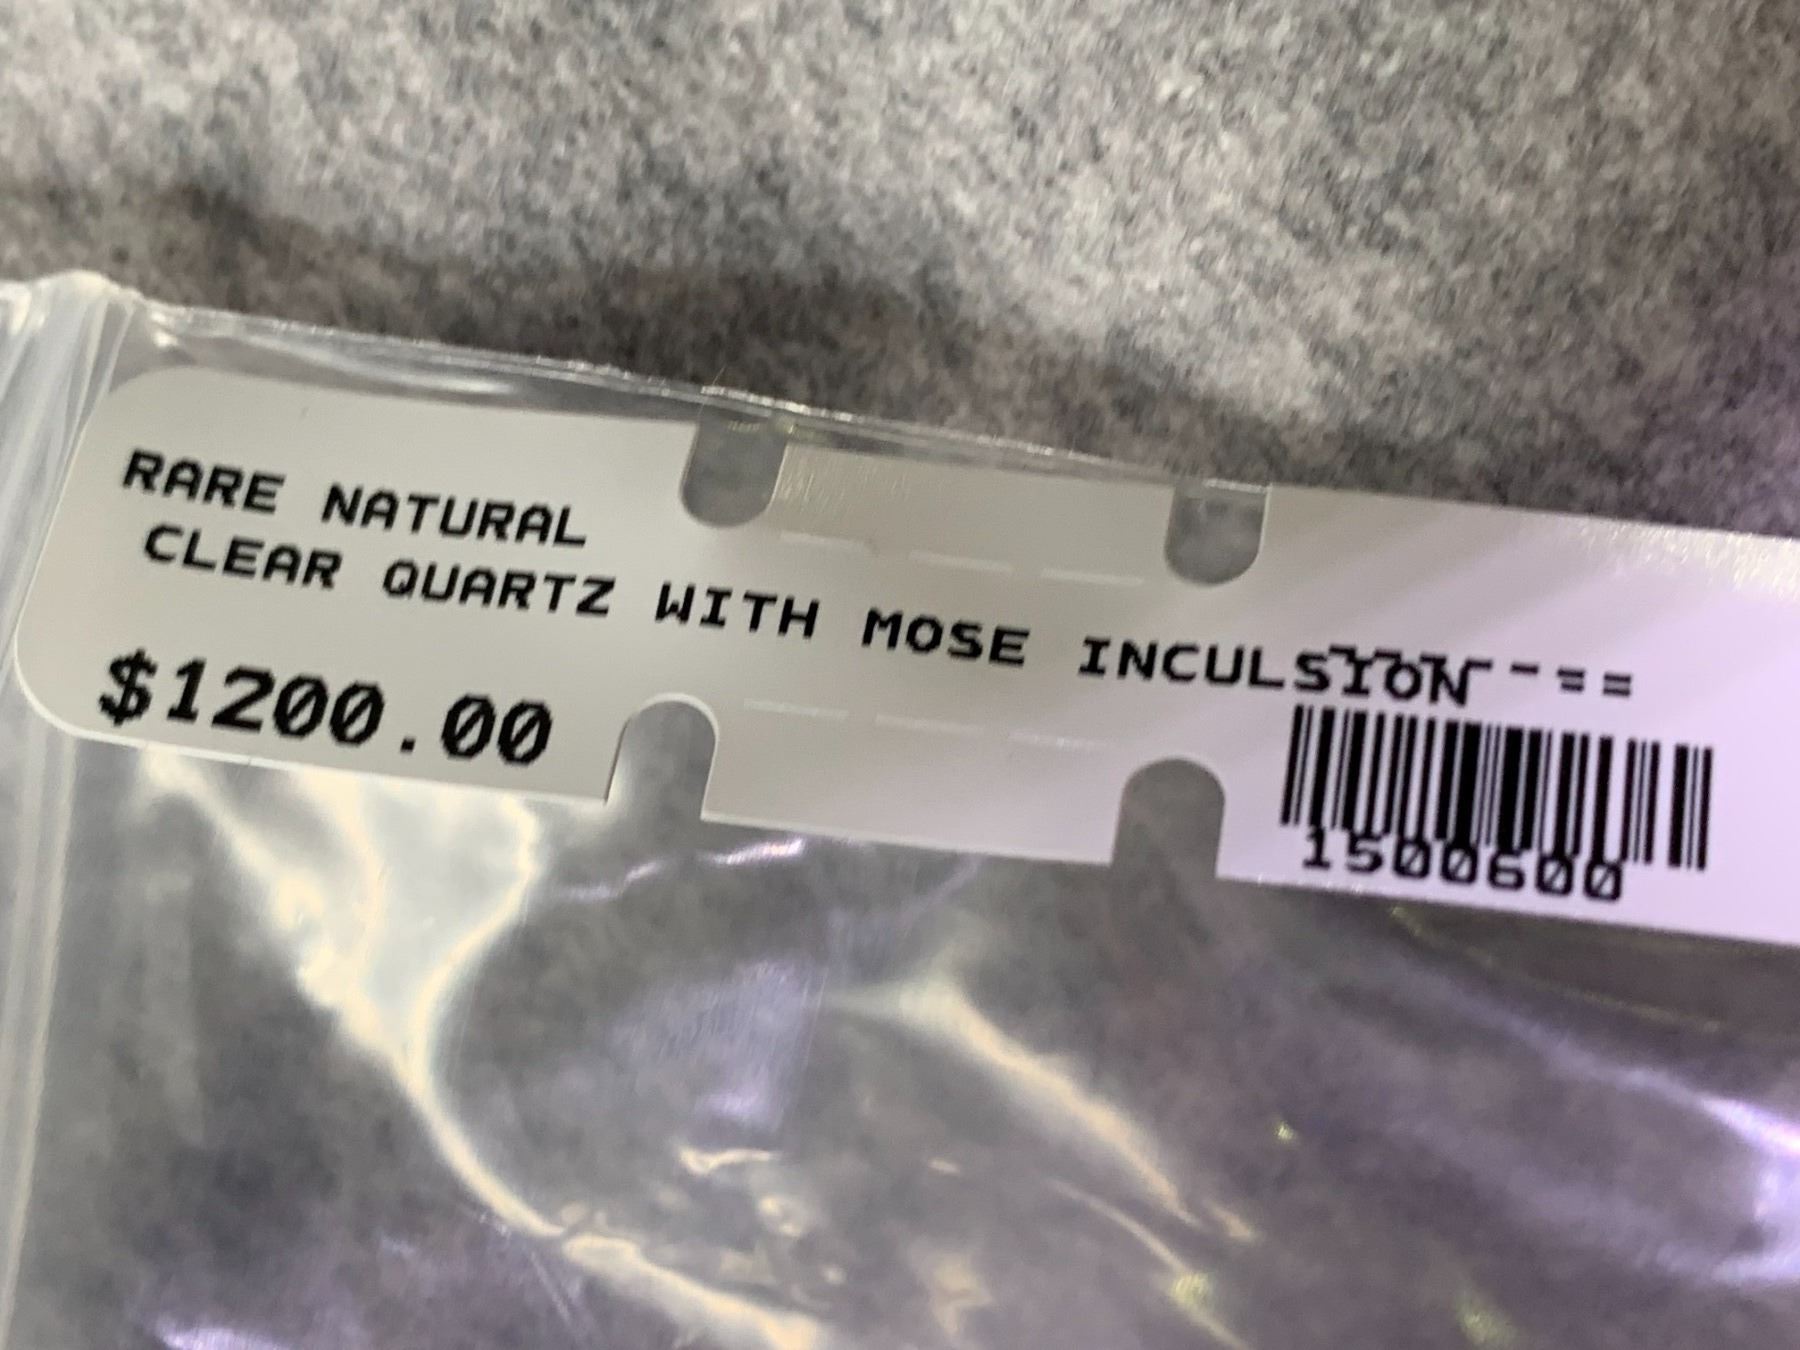 RARE NATURAL
CLEAR QUARTZ WITH MOSE INCULSION
$1200.00
1500600